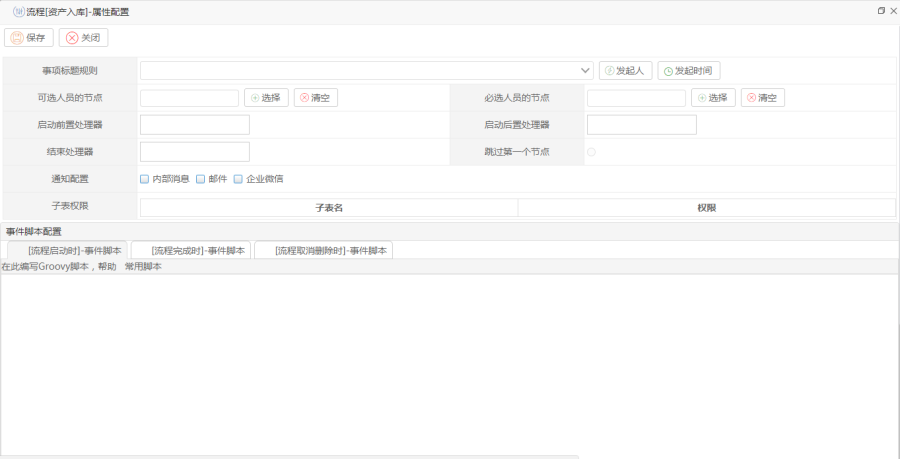 流程[资产入库]-属性配置
保存 关闭
事项标题规则 发起人 发起时间
可选人员的节点 选择 清空 必选人员的节点 选择 清空
启动前置处理器 启动后置处理器
结束处理器 跳过第一个节点
通知配置 内部消息 邮件 企业微信
子表权限 子表名 权限
事件脚本配置
[流程启动时]-事件脚本 [流程完成时]-事件脚本 [流程取消删除时]-事件脚本
在此编写Groovy脚本，帮助 常用脚本